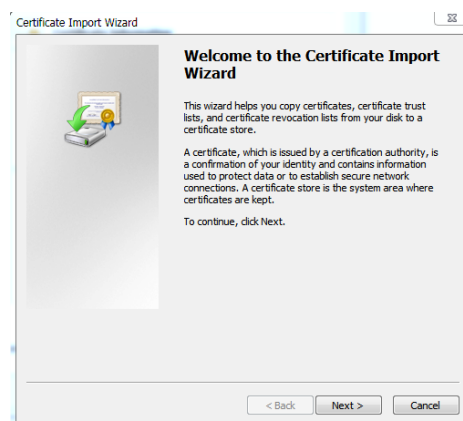 Certificate Import Wizard
Welcome to the Certificate Import
Wizard
This wizard helps you copy certificates, certificate trust
lists, and certificate revocation lists from your disk to a
certificate store.
A certificate, which is issued by a certification authority, is
a confirmation of your identity and contains information
used to protect data or to establish secure network
connections. A certificate store is the system area where
certificates are kept.
To continue, click Next.
< Back Next > Cancel